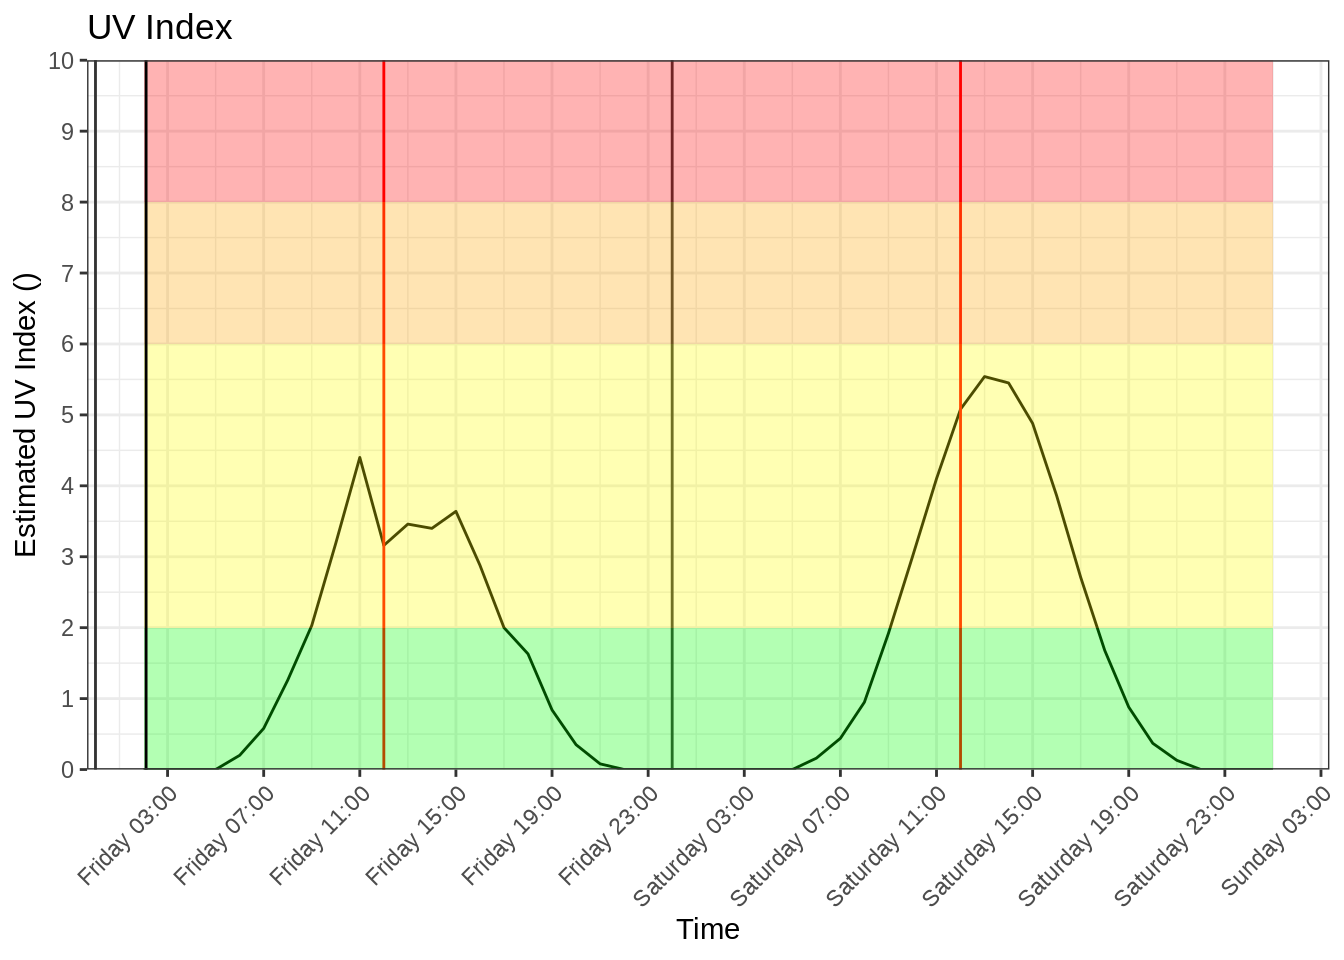 UV Index
Estimated UV Index ()
10
9
8
7
6
5
4
3
2
1
0
Friday 03:00
Friday 07:00
Friday 11:00
Friday 15:00
Friday 19:00
Friday 23:00
Saturday 03:00
Saturday 07:00
Saturday 11:00
Saturday 15:00
Saturday 19:00
Saturday 23:00
Sunday 03:00
Time